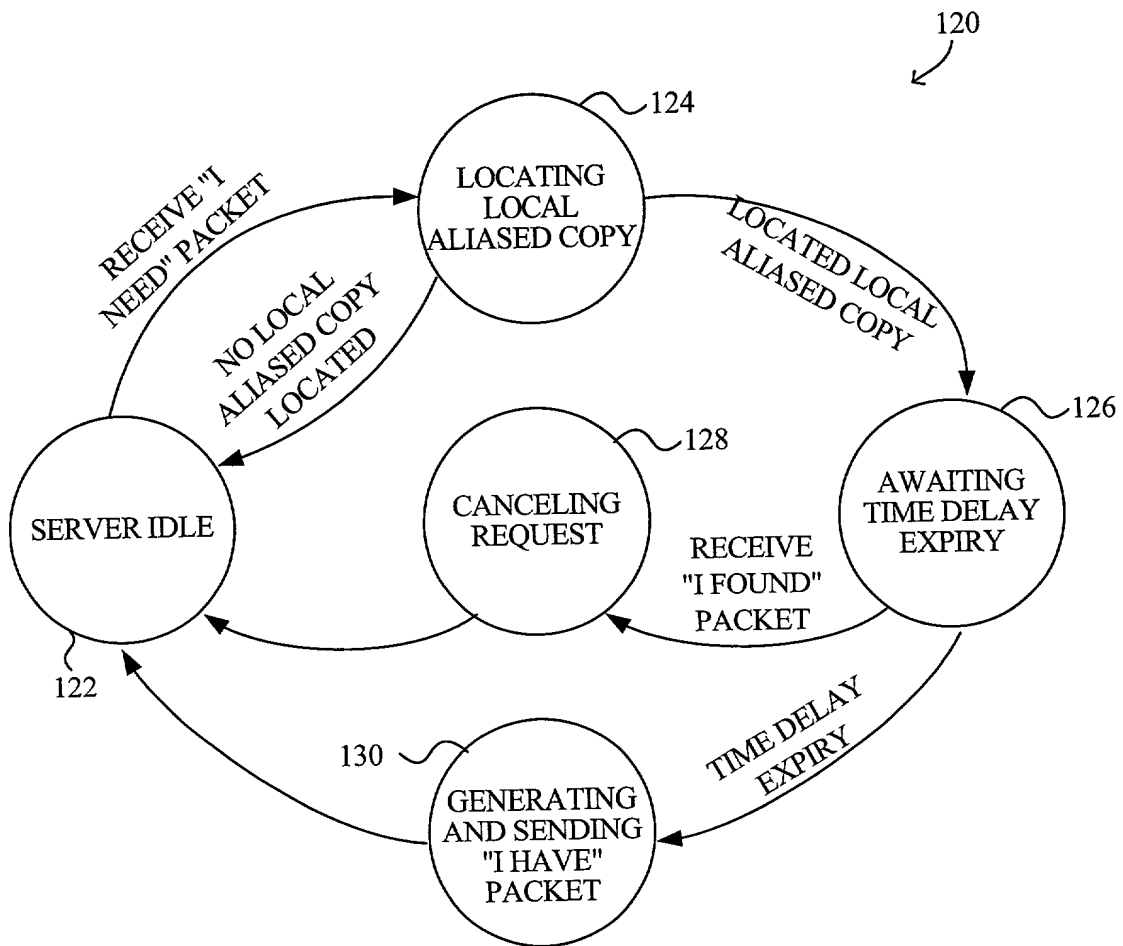 120
124
LOCATING
LOCAL
ALIASED COPY
RECEIVE "I
NEED" PACKET
NO LOCAL
ALIASED COPY
LOCATED
LOCATED LOCAL
ALIASED COPY
126
AWAITING
TIME DELAY
EXPIRY
128
CANCELING
REQUEST
SERVER IDLE
122
RECEIVE
"I FOUND"
PACKET
TIME DELAY
EXPIRY
130
GENERATING
AND SENDING
"I HAVE"
PACKET